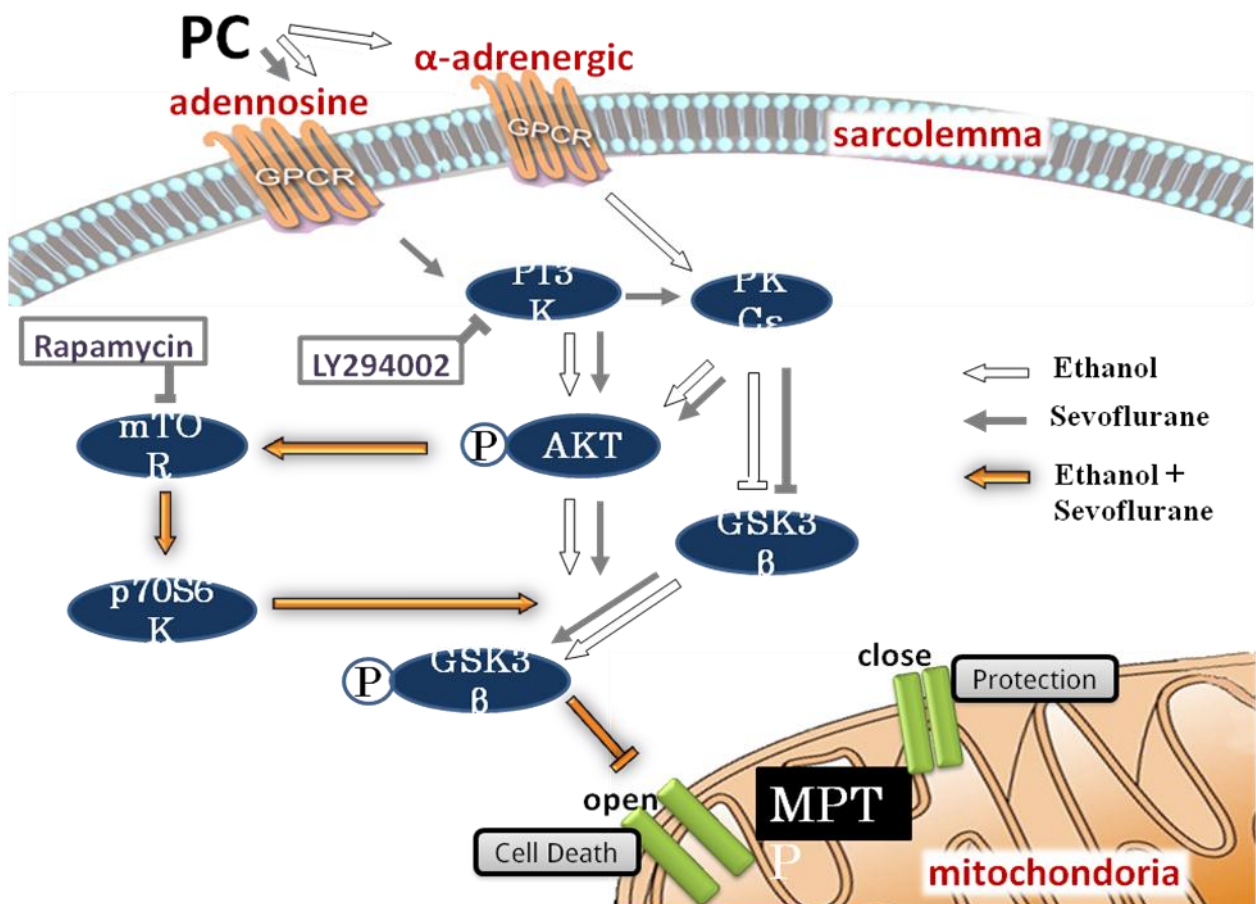 PC
α-adrenergic
adennosine
sarcolemma
GPCR
GPCR
PI3
K
PK
Cε
Rapamycin
LY294002
Ethanol
Sevoflurane
Ethanol +
Sevoflurane
mTO
R
P
AKT
GSK3
β
p70S6
K
P
GSK3
β
close
Protection
open
MPT
P
Cell Death
mitochondoria